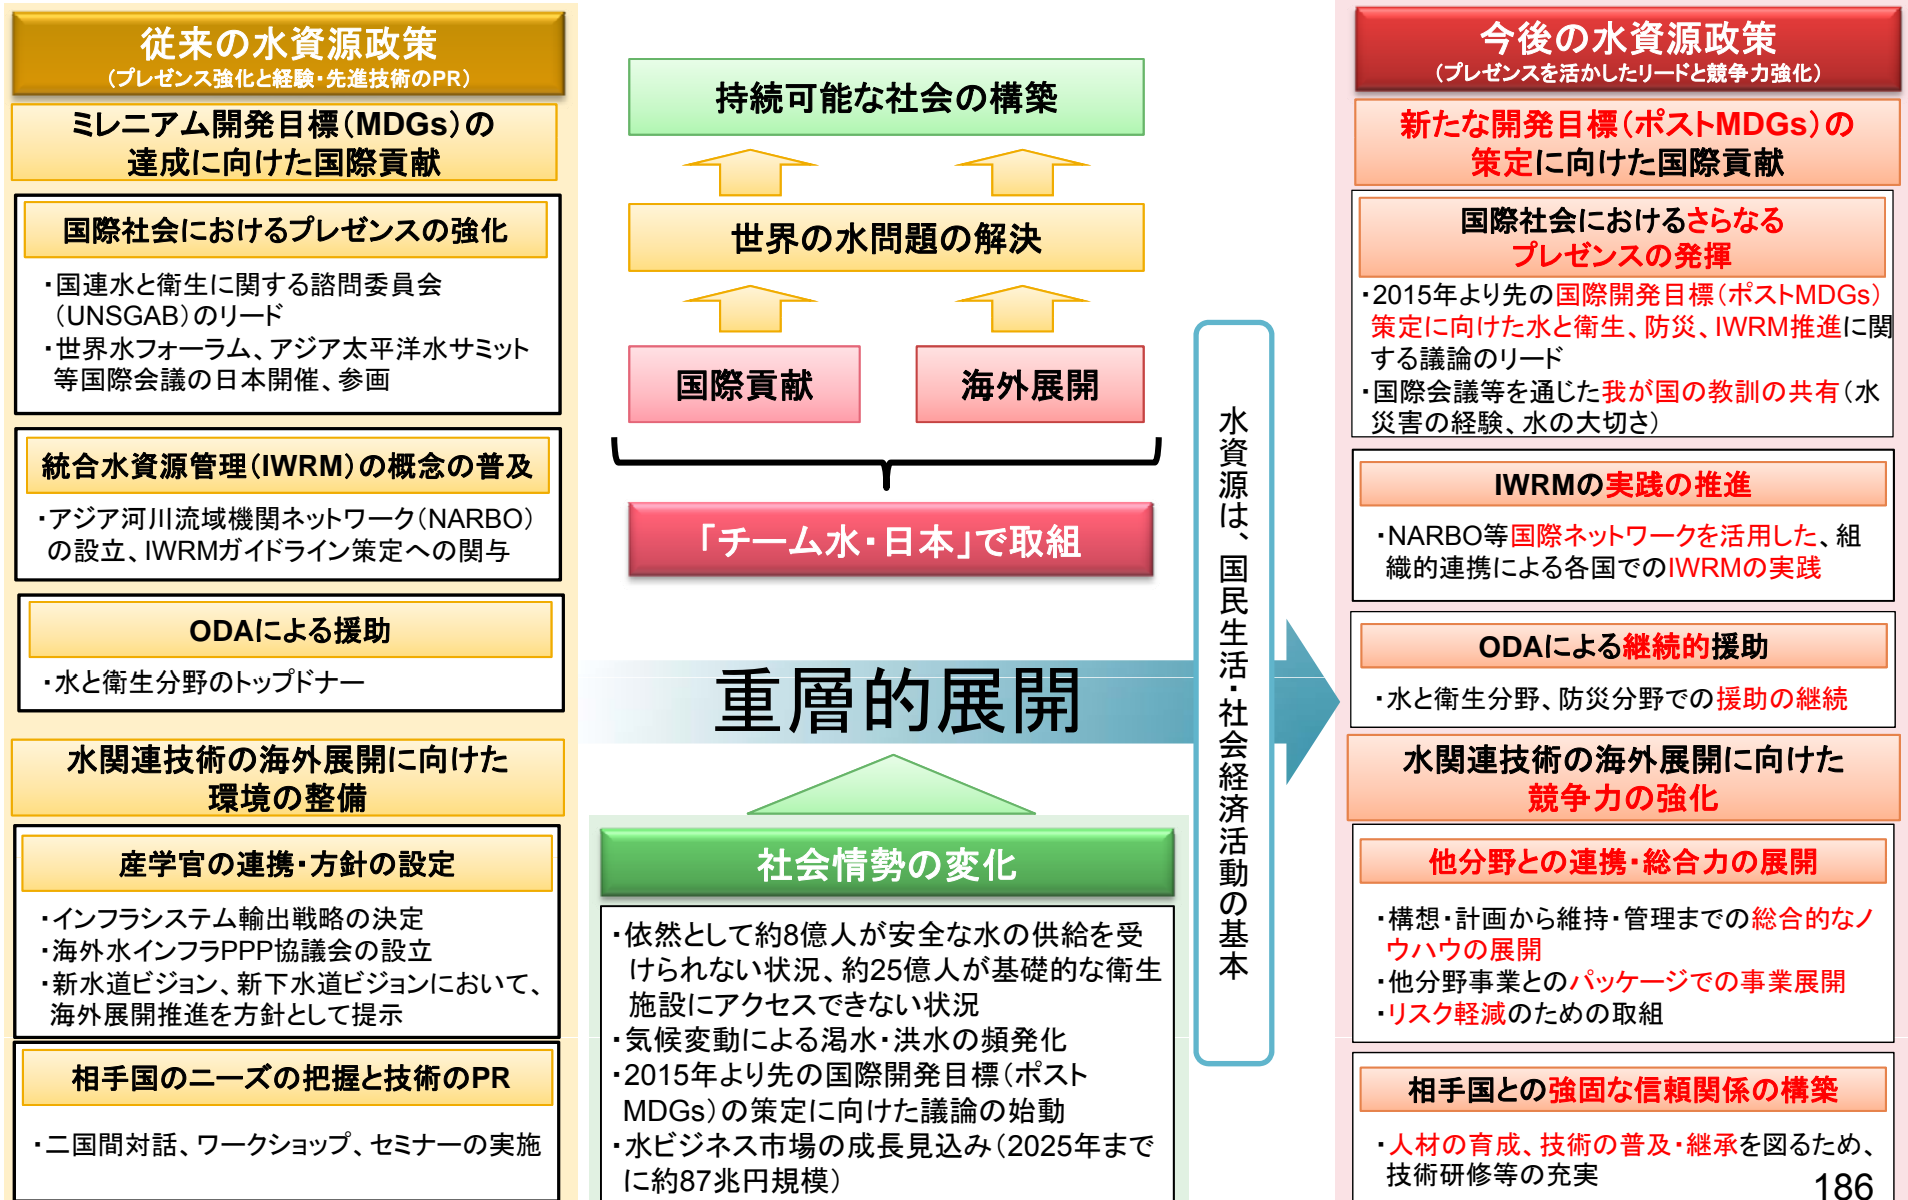 従来の水資源政策
（プレゼンス強化と経験・先進技術のPR）
ミレニアム開発目標（MDGs）の
達成に向けた国際貢献
国際社会におけるプレゼンスの強化
・国連水と衛生に関する諮問委員会
（UNSGAB）のリード
・世界水フォーラム、アジア太平洋水サミット
等国際会議の日本開催、参画
統合水資源管理（IWRM）の概念の普及
・アジア河川流域機関ネットワーク（NARBO）
の設立、IWRMガイドライン策定への関与
ODAによる援助
・水と衛生分野のトップドナー
水関連技術の海外展開に向けた
環境の整備
産学官の連携・方針の設定
・インフラシステム輸出戦略の決定
・海外水インフラPPP協議会の設立
・新水道ビジョン、新下水道ビジョンにおいて、
海外展開推進を方針として提示
相手国のニーズの把握と技術のPR
・二国間対話、ワークショップ、セミナーの実施
持続可能な社会の構築
世界の水問題の解決
国際貢献
海外展開
「チーム水・日本」で取組
重層的展開
社会情勢の変化
・依然として約8億人が安全な水の供給を受
けられない状況、約25億人が基礎的な衛生
施設にアクセスできない状況
・気候変動による渇水・洪水の頻発化
・2015年より先の国際開発目標（ポスト
MDGs）の策定に向けた議論の始動
・水ビジネス市場の成長見込み（2025年まで
に約87兆円規模）
水資源は、国民生活・社会経済活動の基本
今後の水資源政策
（プレゼンスを活かしたリードと競争力強化）
新たな開発目標（ポストMDGs）の
策定に向けた国際貢献
国際社会におけるさらなる
プレゼンスの発揮
・2015年より先の国際開発目標（ポストMDGs）
策定に向けた水と衛生、防災、IWRM推進に関
する議論のリード
・国際会議等を通じた我が国の教訓の共有（水
災害の経験、水の大切さ）
IWRMの実践の推進
・NARBO等国際ネットワークを活用した、組
織的連携による各国でのIWRMの実践
ODAによる継続的援助
・水と衛生分野、防災分野での援助の継続
水関連技術の海外展開に向けた
競争力の強化
他分野との連携・総合力の展開
・構想・計画から維持・管理までの総合的なノ
ウハウの展開
・他分野事業とのパッケージでの事業展開
・リスク軽減のための取組
相手国との強固な信頼関係の構築
・人材の育成、技術の普及・継承を図るため、
技術研修等の充実
186